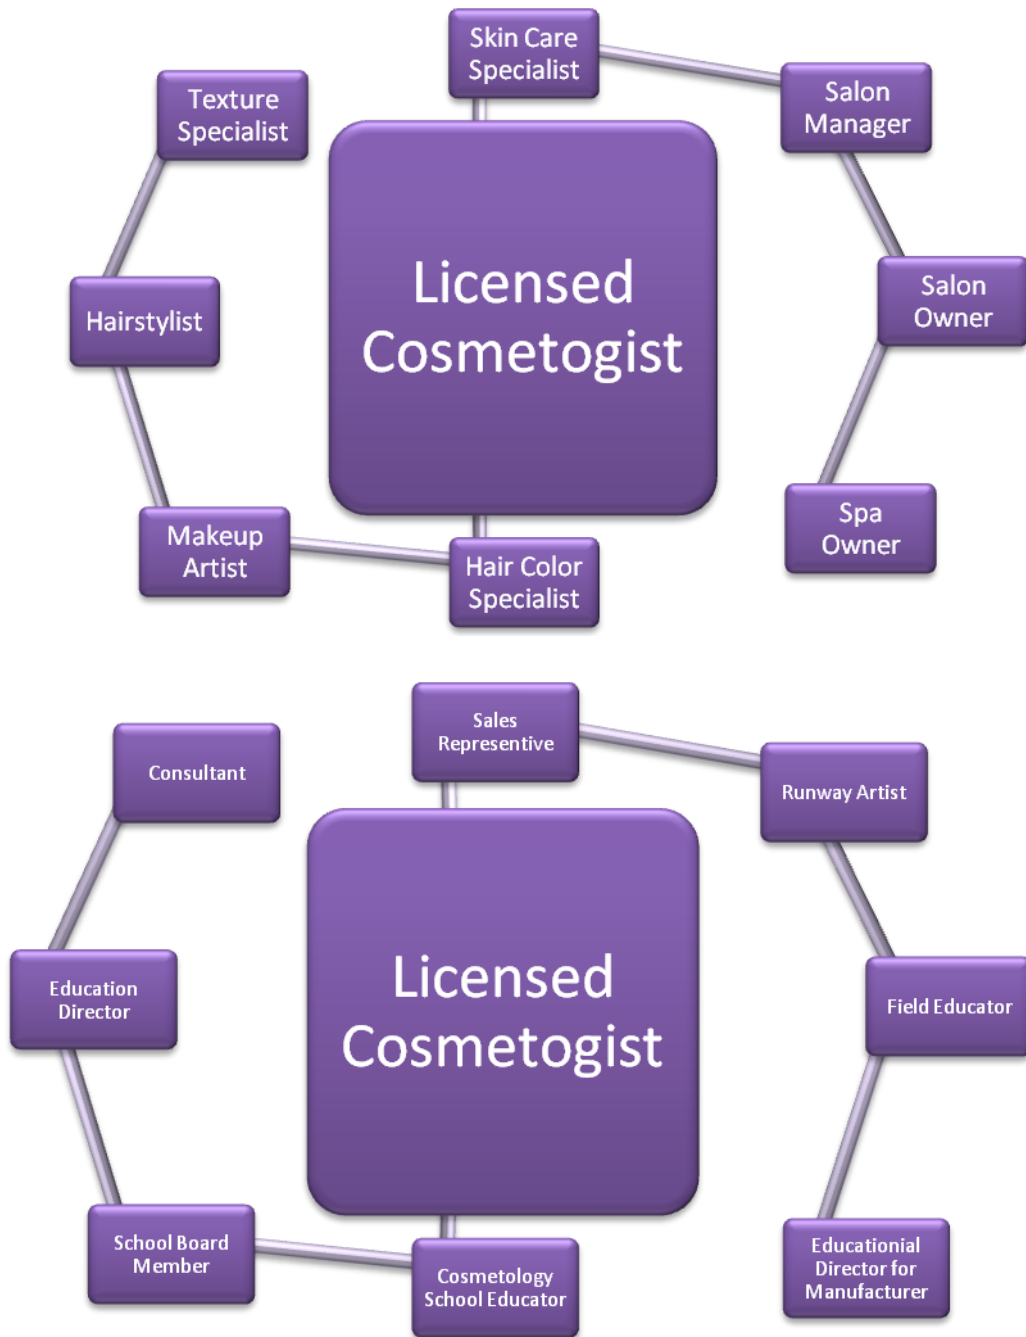 Skin Care
Specialist
Texture
Specialist
Salon
Manager
Licensed
Cosmetogist
Hairstylist
Salon
Owner
Makeup
Artist
Hair Color
Specialist
Spa
Owner
Sales
Representive
Consultant
Runway Artist
Licensed
Cosmetogist
Education
Director
Field Educator
School Board
Member
Cosmetology
School Educator
Educationial
Director for
Manufacturer